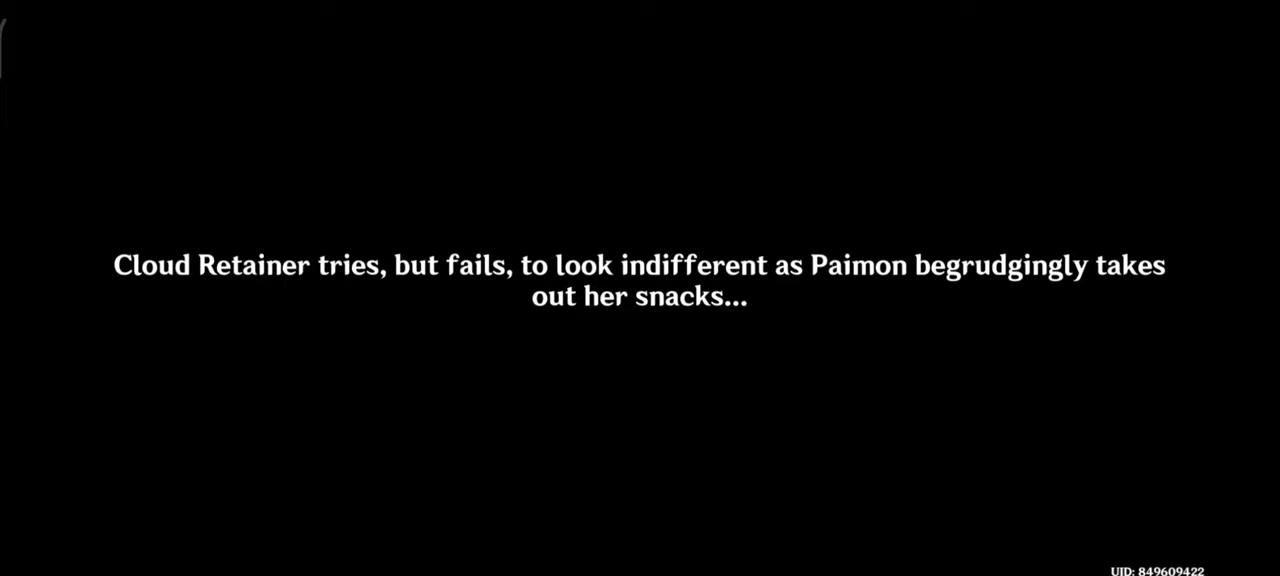 Cloud Retainer tries, but fails, to look indifferent as Paimon begrudgingly takes
out her snacks...
UID: 849609422